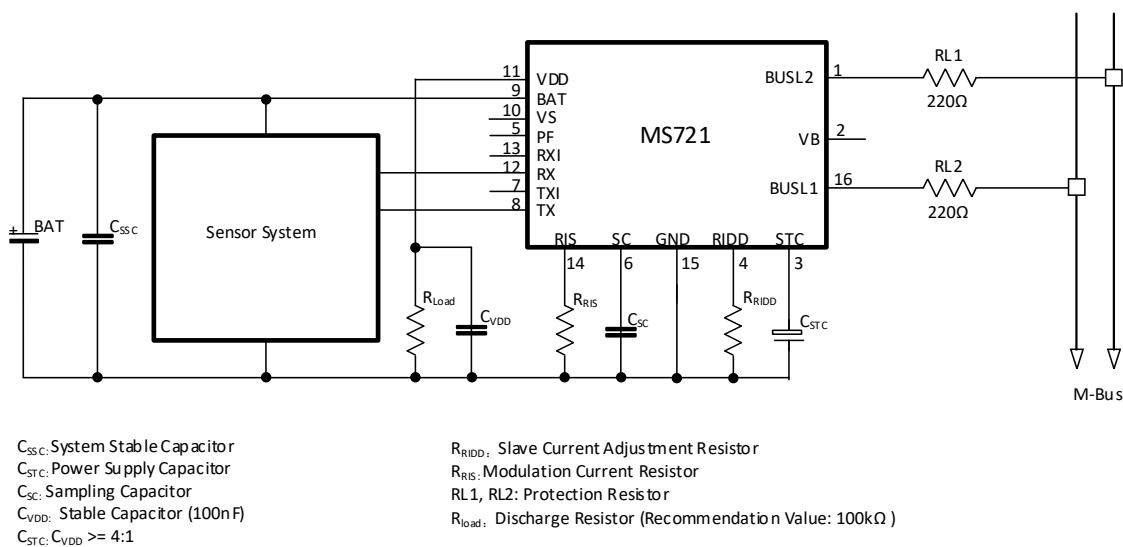 11 VDD
9 BAT
10 VS
5 PF
13 RXI
12 RX
7 TXI
8 TX
MS721
BUSL2 1
VB 2
BUSL1 16
RL1
220Ω
RL2
220Ω
RIS SC GND RIDD STC
14 6 15 4 3
+ BAT
CSSC
Sensor System
RLoad
CVDD
RRIS
CSC
RRIDD
CSTC
M-Bus
CSSC: System Stable Capacitor
CSTC: Power Supply Capacitor
CSC: Sampling Capacitor
CVDD: Stable Capacitor (100nF)
CSTC: CVDD >= 4:1
RRIDD: Slave Current Adjustment Resistor
RRIS: Modulation Current Resistor
RL1, RL2: Protection Resistor
Rload: Discharge Resistor (Recommendation Value: 100kΩ )